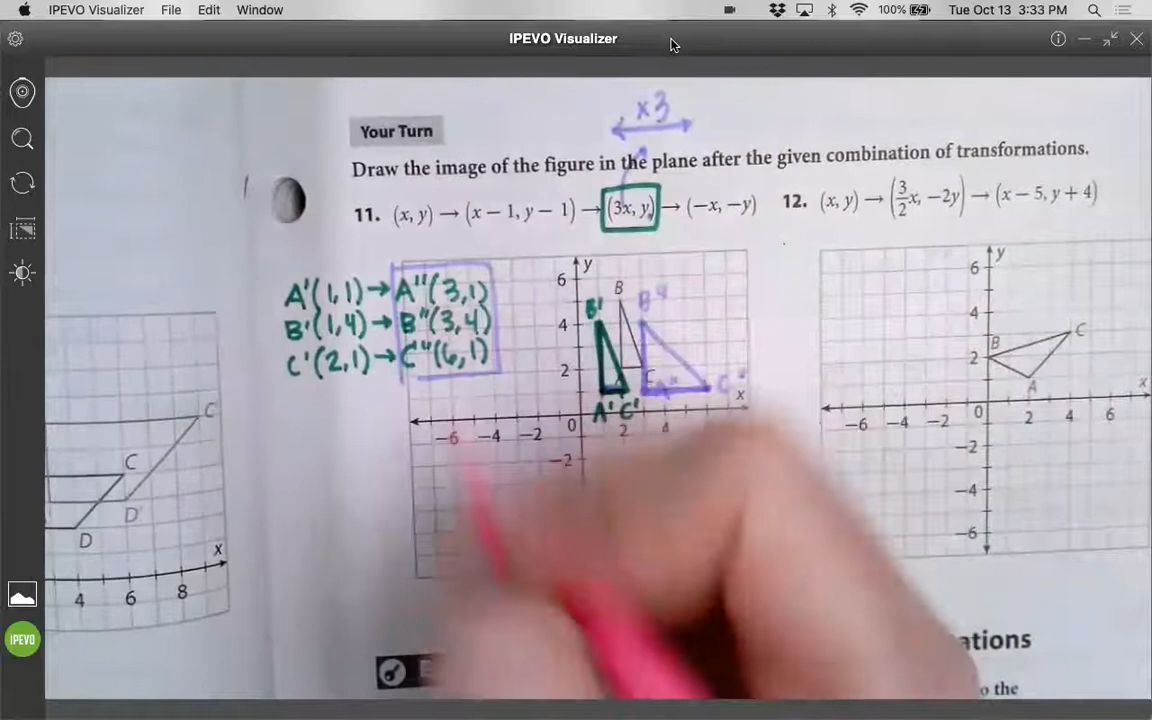 IPEVO Visualizer File Edit Window 100% Tue Oct 13 3:33 PM
IPEVO Visualizer
×3
Your Turn
Draw the image of the figure in the plane after the given combination of transformations.
11. (x, y) → (x − 1, y − 1) → (3x, y) → (−x, −y)
12. (x, y) → (3/2 x, −2y) → (x − 5, y + 4)
A'(1,1) → A''(3,1)
B'(1,4) → B''(3,4)
C'(2,1) → C''(6,1)
y
6
B
B' B''
4
2
C
A'' C''
x
A' C'
−6 −4 −2 0 2 4
−2
y
6
4
C
B
2
A
x
−6 −4 −2 0 2 4 6
−2
−4
−6
C
C
D'
D
x
4 6 8
IPEVO
ations
o the